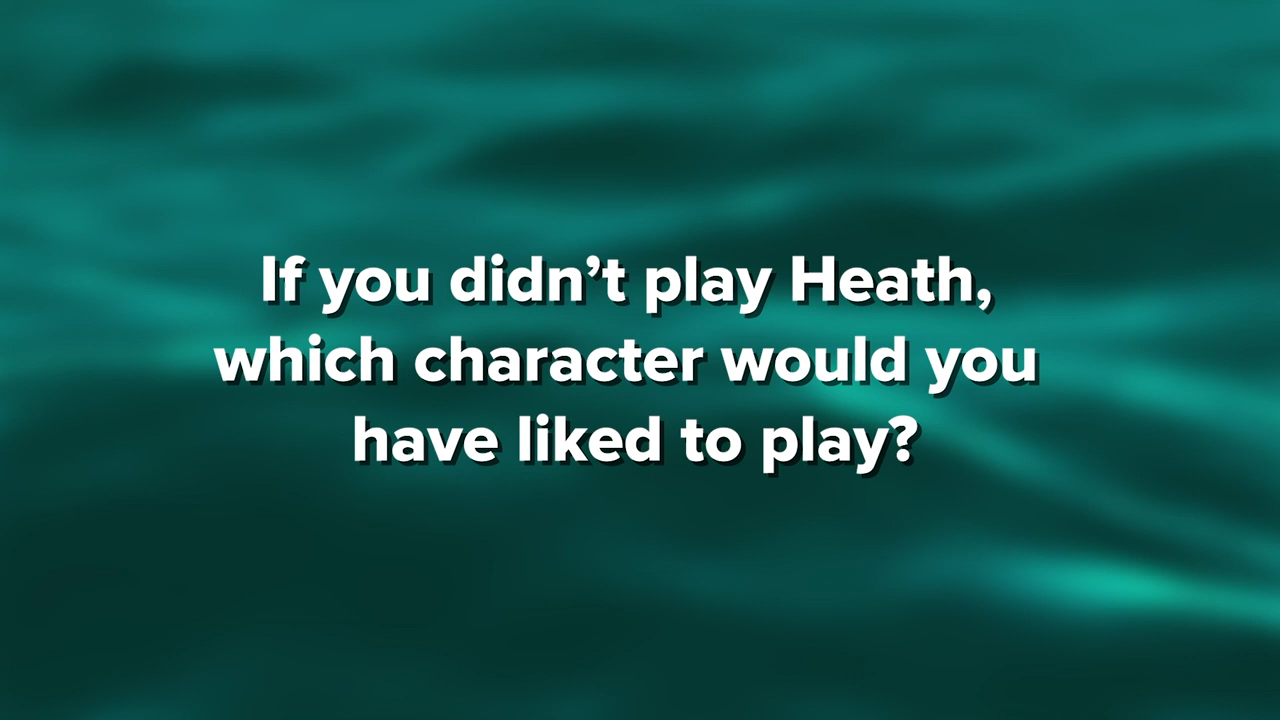 If you didn’t play Heath,
which character would you
have liked to play?